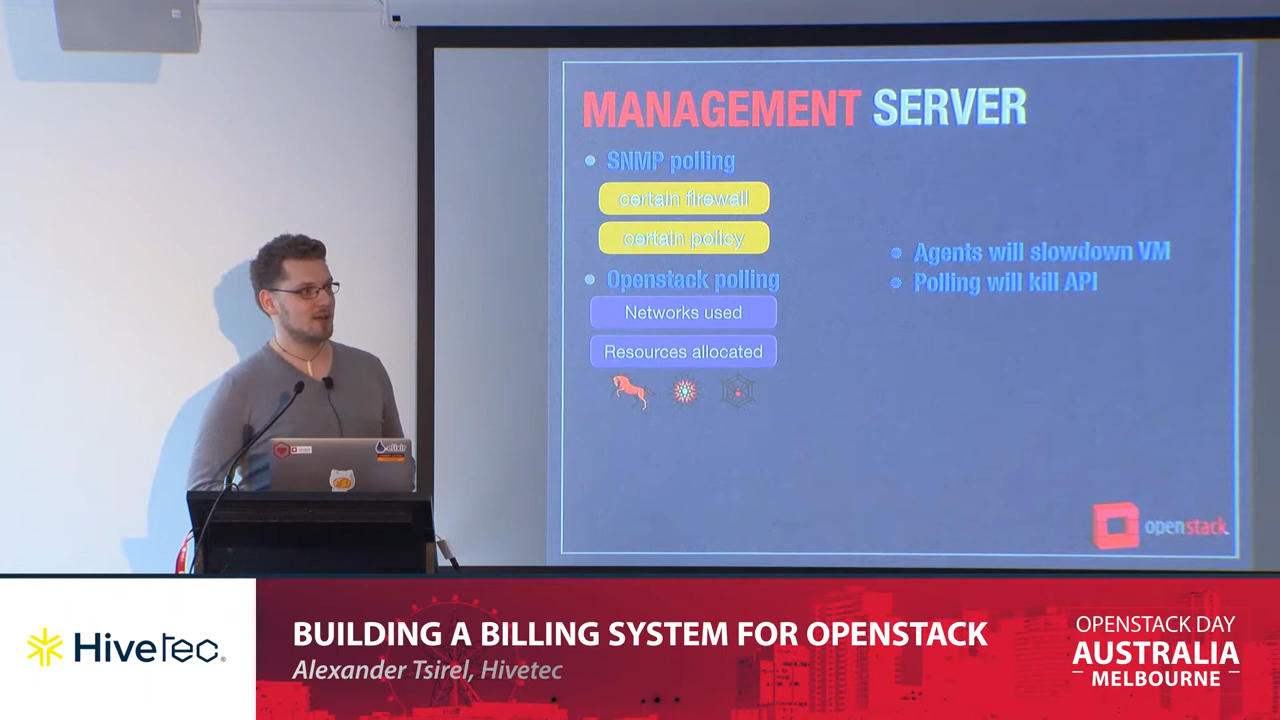 MANAGEMENT SERVER
• SNMP polling
certain firewall
certain policy
• Openstack polling
Networks used
Resources allocated
• Agents will slowdown VM
• Polling will kill API
openstack
elixir
Hivetec
BUILDING A BILLING SYSTEM FOR OPENSTACK
Alexander Tsirel, Hivetec
OPENSTACK DAY
AUSTRALIA
MELBOURNE